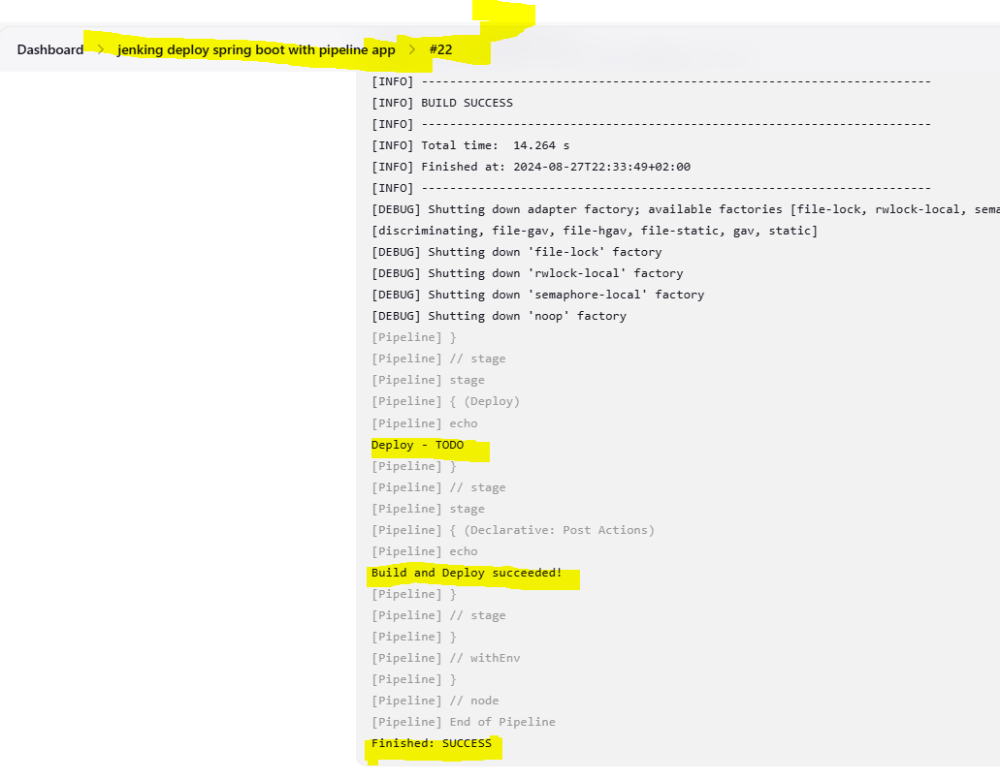 Dashboard > jenking deploy spring boot with pipeline app > #22
[INFO] ------------------------------------------------------------------------
[INFO] BUILD SUCCESS
[INFO] ------------------------------------------------------------------------
[INFO] Total time:  14.264 s
[INFO] Finished at: 2024-08-27T22:33:49+02:00
[INFO] ------------------------------------------------------------------------
[DEBUG] Shutting down adapter factory; available factories [file-lock, rwlock-local, sema
[discriminating, file-gav, file-hgav, file-static, gav, static]
[DEBUG] Shutting down 'file-lock' factory
[DEBUG] Shutting down 'rwlock-local' factory
[DEBUG] Shutting down 'semaphore-local' factory
[DEBUG] Shutting down 'noop' factory
[Pipeline] }
[Pipeline] // stage
[Pipeline] stage
[Pipeline] { (Deploy)
[Pipeline] echo
Deploy - TODO
[Pipeline] }
[Pipeline] // stage
[Pipeline] stage
[Pipeline] { (Declarative: Post Actions)
[Pipeline] echo
Build and Deploy succeeded!
[Pipeline] }
[Pipeline] // stage
[Pipeline] }
[Pipeline] // withEnv
[Pipeline] }
[Pipeline] // node
[Pipeline] End of Pipeline
Finished: SUCCESS